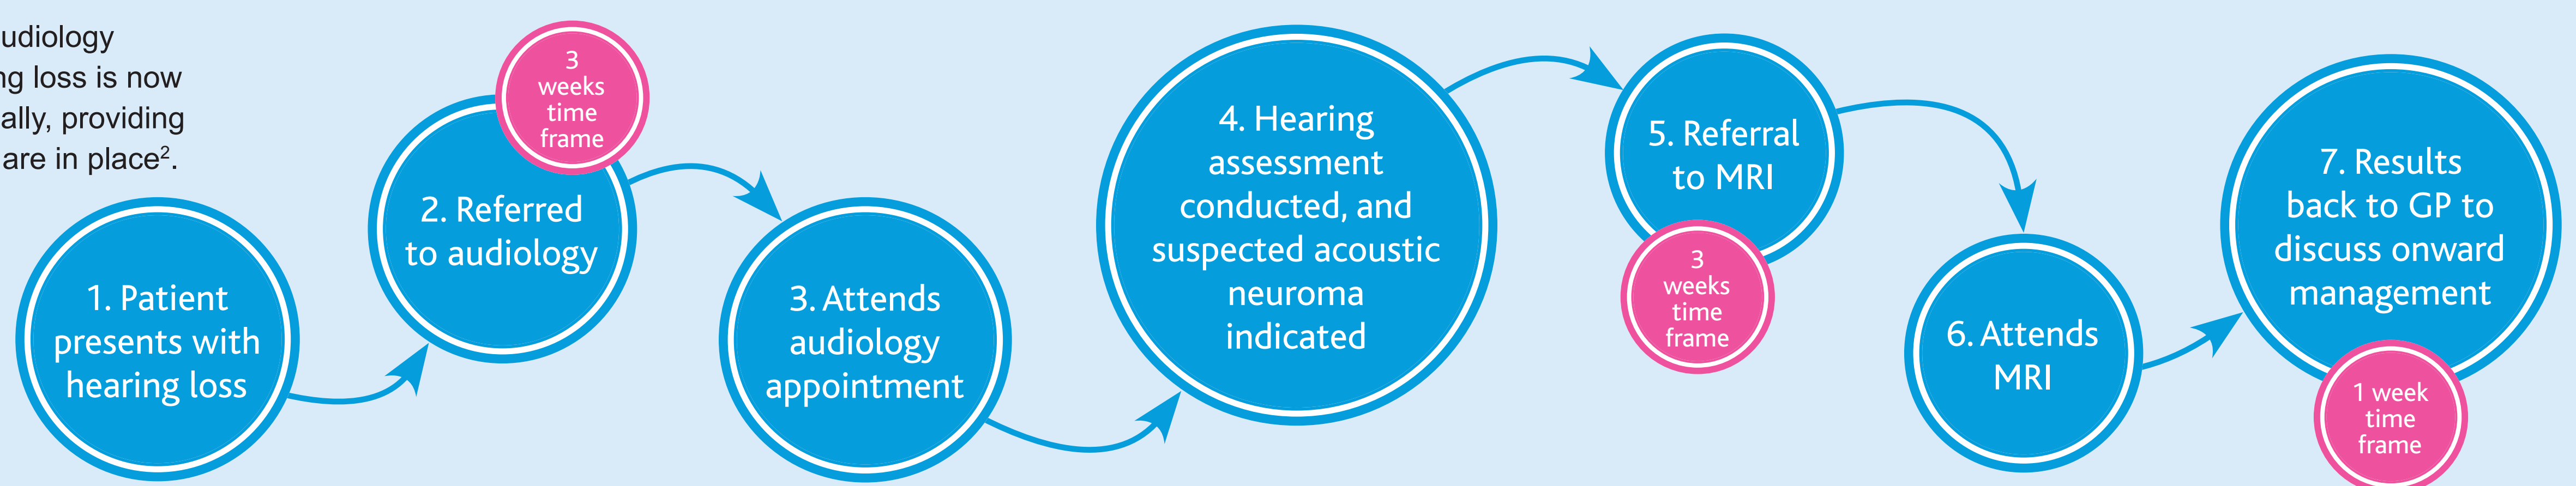 udiology
ng loss is now
ally, providing
are in place².
1. Patient
presents with
hearing loss
3
weeks
time
frame
2. Referred
to audiology
3. Attends
audiology
appointment
4. Hearing
assessment
conducted, and
suspected acoustic
neuroma
indicated
5. Referral
to MRI
3
weeks
time
frame
6. Attends
MRI
7. Results
back to GP to
discuss onward
management
1 week
time
frame